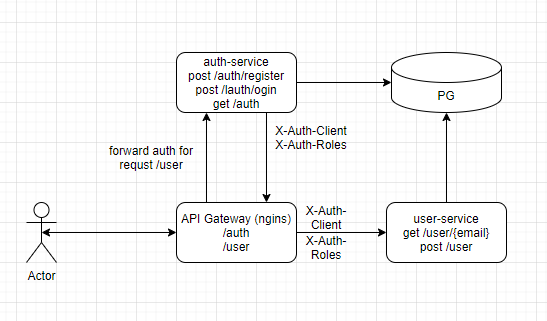 auth-service
post /auth/register
post /lauth/ogin
get /auth
PG
X-Auth-Client
X-Auth-Roles
forward auth for
requst /user
API Gateway (ngins)
/auth
/user
X-Auth-
Client
X-Auth-
Roles
user-service
get /user/{email}
post /user
Actor